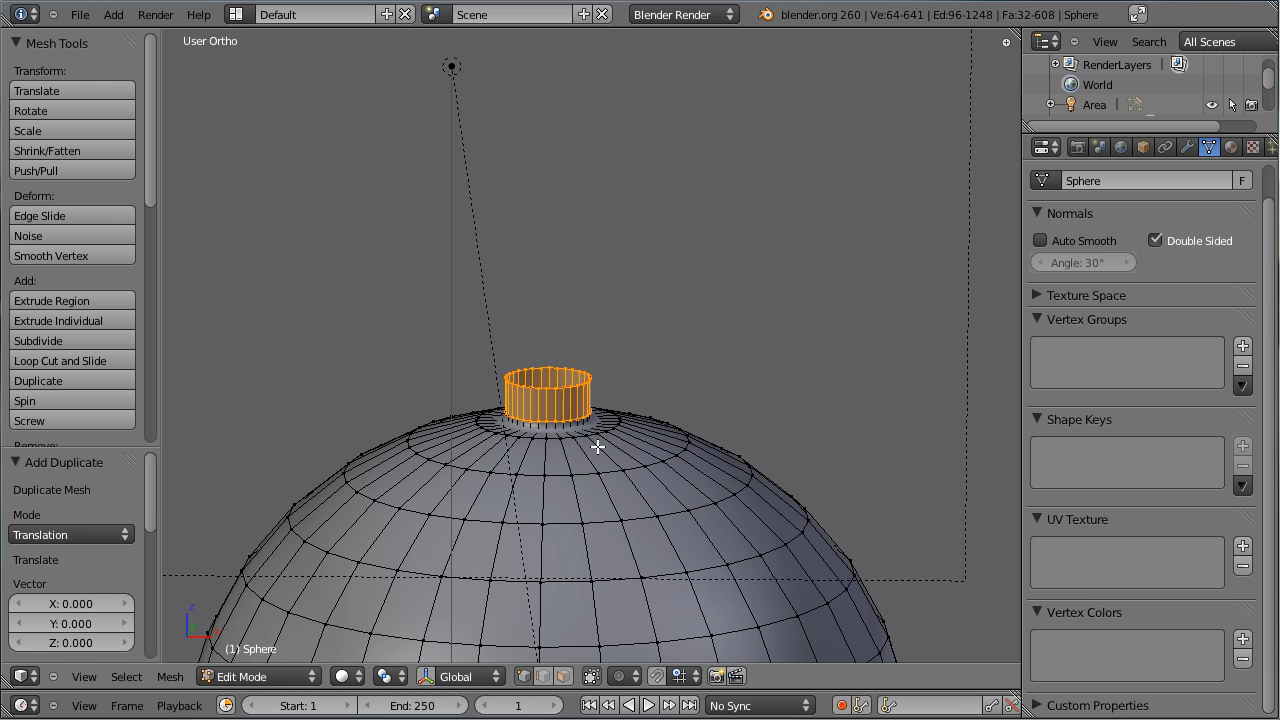 File Add Render Help Default Scene Blender Render blender.org 260 | Ve:64-641 | Ed:96-1248 | Fa:32-608 | Sphere
Mesh Tools
Transform:
Translate
Rotate
Scale
Shrink/Fatten
Push/Pull
Deform:
Edge Slide
Noise
Smooth Vertex
Add:
Extrude Region
Extrude Individual
Subdivide
Loop Cut and Slide
Duplicate
Spin
Screw
Remove:
Add Duplicate
Duplicate Mesh
Mode
Translation
Translate
Vector
X: 0.000
Y: 0.000
Z: 0.000
User Ortho
z
(1) Sphere
View Select Mesh Edit Mode Global
View Frame Playback Start: End: 250 1 No Sync
View Search All Scenes
RenderLayers |
World
Area |
Sphere F
Normals
Auto Smooth Double Sided
Angle: 30°
Texture Space
Vertex Groups
Shape Keys
UV Texture
Vertex Colors
Custom Properties